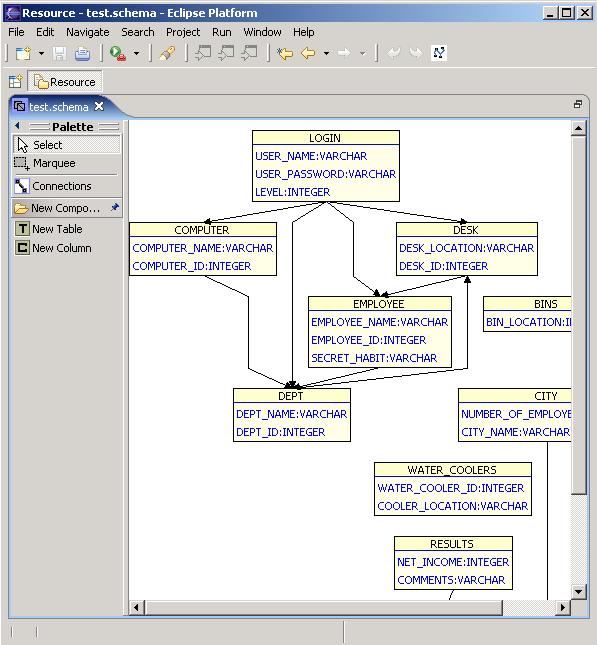 Resource - test.schema - Eclipse Platform
File Edit Navigate Search Project Run Window Help
Resource
test.schema
Palette
Select
Marquee
Connections
New Compo...
New Table
New Column
LOGIN
USER_NAME:VARCHAR
USER_PASSWORD:VARCHAR
LEVEL:INTEGER
COMPUTER
COMPUTER_NAME:VARCHAR
COMPUTER_ID:INTEGER
DESK
DESK_LOCATION:VARCHAR
DESK_ID:INTEGER
EMPLOYEE
EMPLOYEE_NAME:VARCHAR
EMPLOYEE_ID:INTEGER
SECRET_HABIT:VARCHAR
BINS
BIN_LOCATION:I
DEPT
DEPT_NAME:VARCHAR
DEPT_ID:INTEGER
CITY
NUMBER_OF_EMPLOYE
CITY_NAME:VARCHAR
WATER_COOLERS
WATER_COOLER_ID:INTEGER
COOLER_LOCATION:VARCHAR
RESULTS
NET_INCOME:INTEGER
COMMENTS:VARCHAR